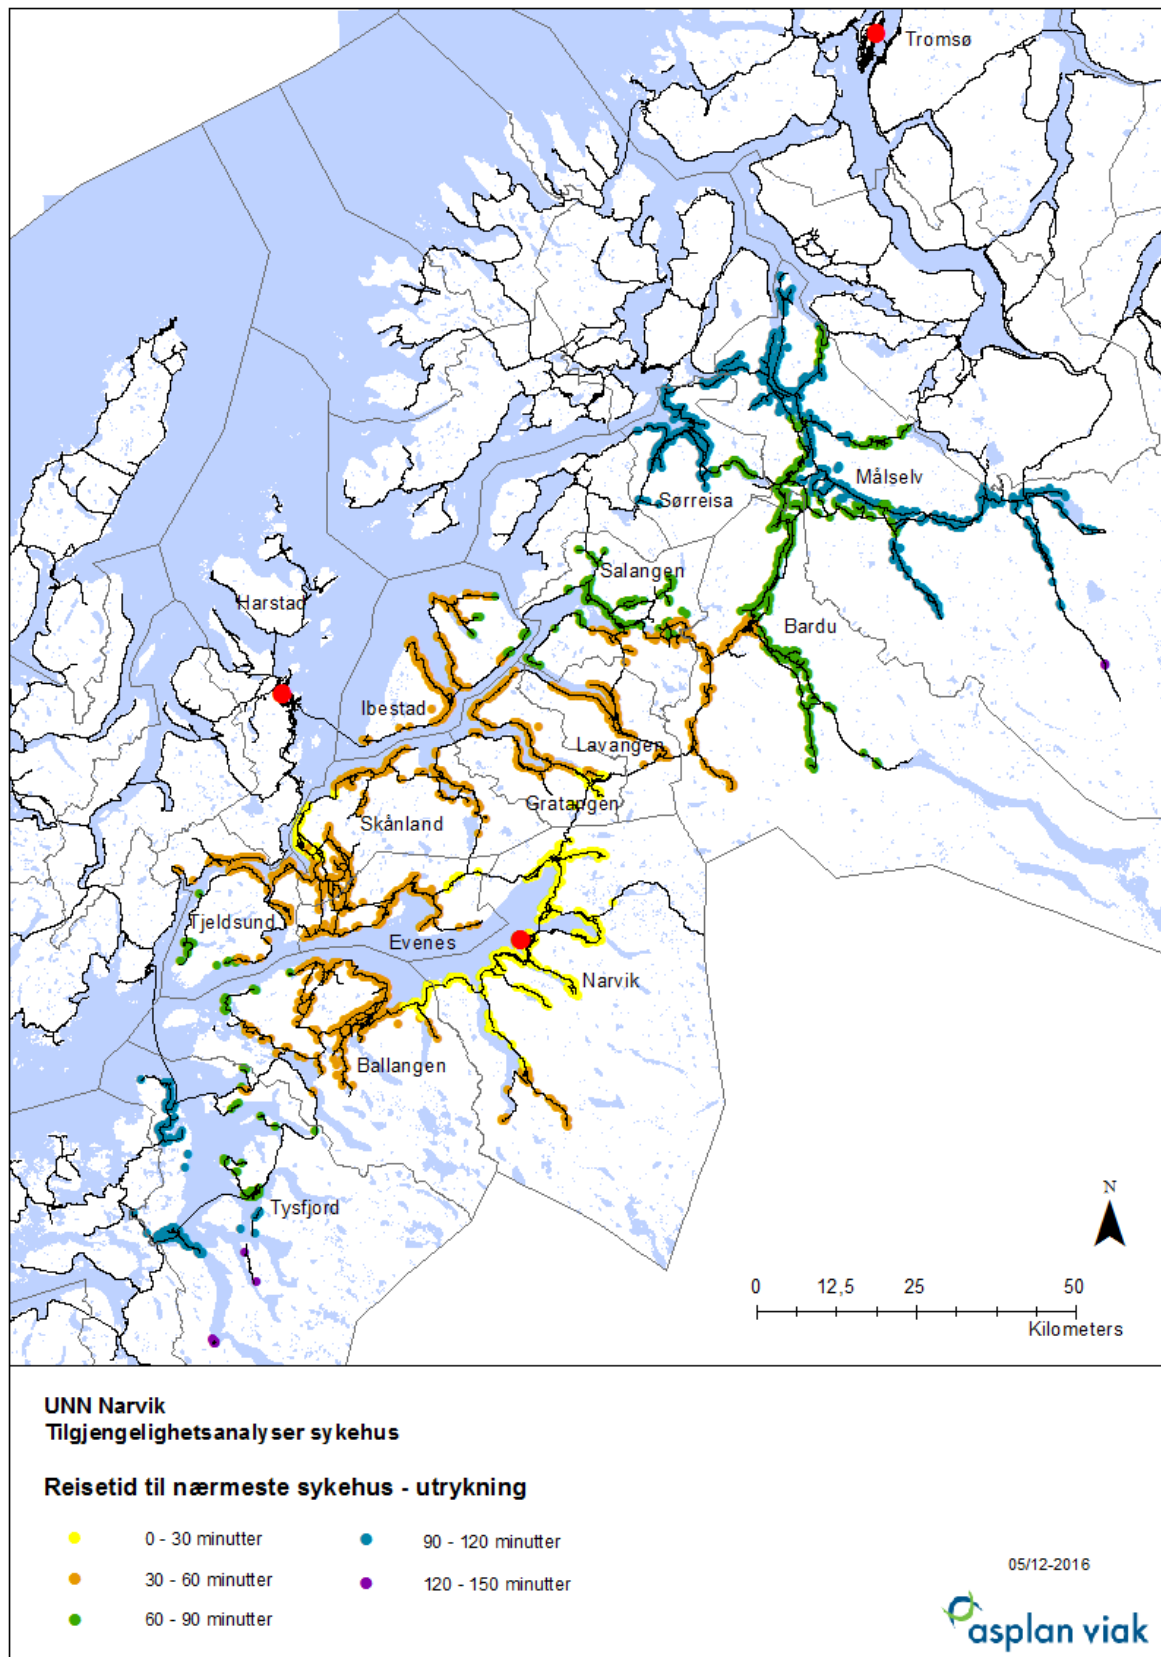 Tromsø
Målselv
Sørreisa
Salangen
Harstad
Bardu
Ibestad
Lavangen
Gratangen
Skånland
Tjeldsund
Evenes
Narvik
Ballangen
Tysfjord
N
0 12,5 25 50
Kilometers
UNN Narvik
Tilgjengelighetsanalyser sykehus
Reisetid til nærmeste sykehus - utrykning
0 - 30 minutter
30 - 60 minutter
60 - 90 minutter
90 - 120 minutter
120 - 150 minutter
05/12-2016
asplan viak